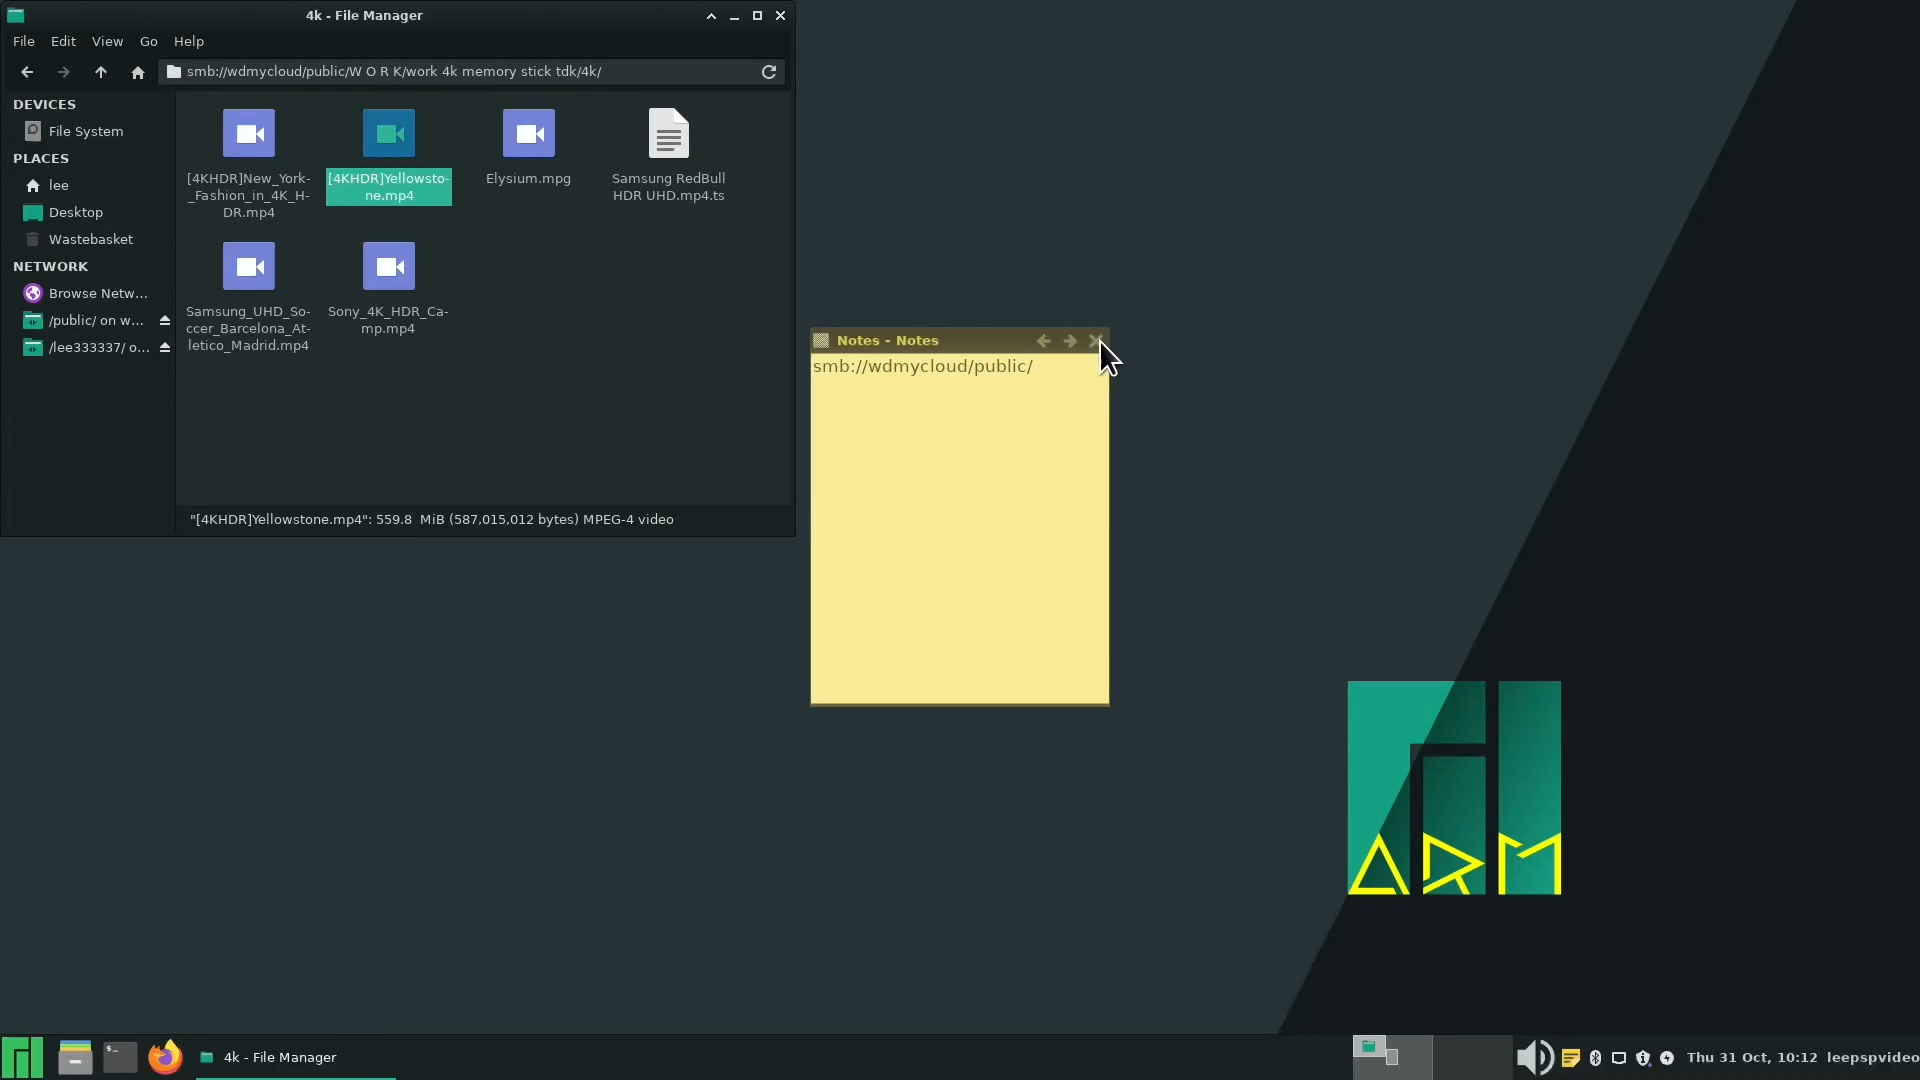 4k - File Manager
File Edit View Go Help
smb://wdmycloud/public/W O R K/work 4k memory stick tdk/4k/
DEVICES
File System
PLACES
lee
Desktop
Wastebasket
NETWORK
Browse Netw...
/public/ on w...
/lee333337/ o...
[4KHDR]New_York-
_Fashion_in_4K_H-
DR.mp4
[4KHDR]Yellowsto-
ne.mp4
Elysium.mpg
Samsung RedBull
HDR UHD.mp4.ts
Samsung_UHD_So-
ccer_Barcelona_At-
letico_Madrid.mp4
Sony_4K_HDR_Ca-
mp.mp4
"[4KHDR]Yellowstone.mp4": 559.8 MiB (587,015,012 bytes) MPEG-4 video
Notes - Notes
smb://wdmycloud/public/
ARM
4k - File Manager
Thu 31 Oct, 10:12 leepspvideo